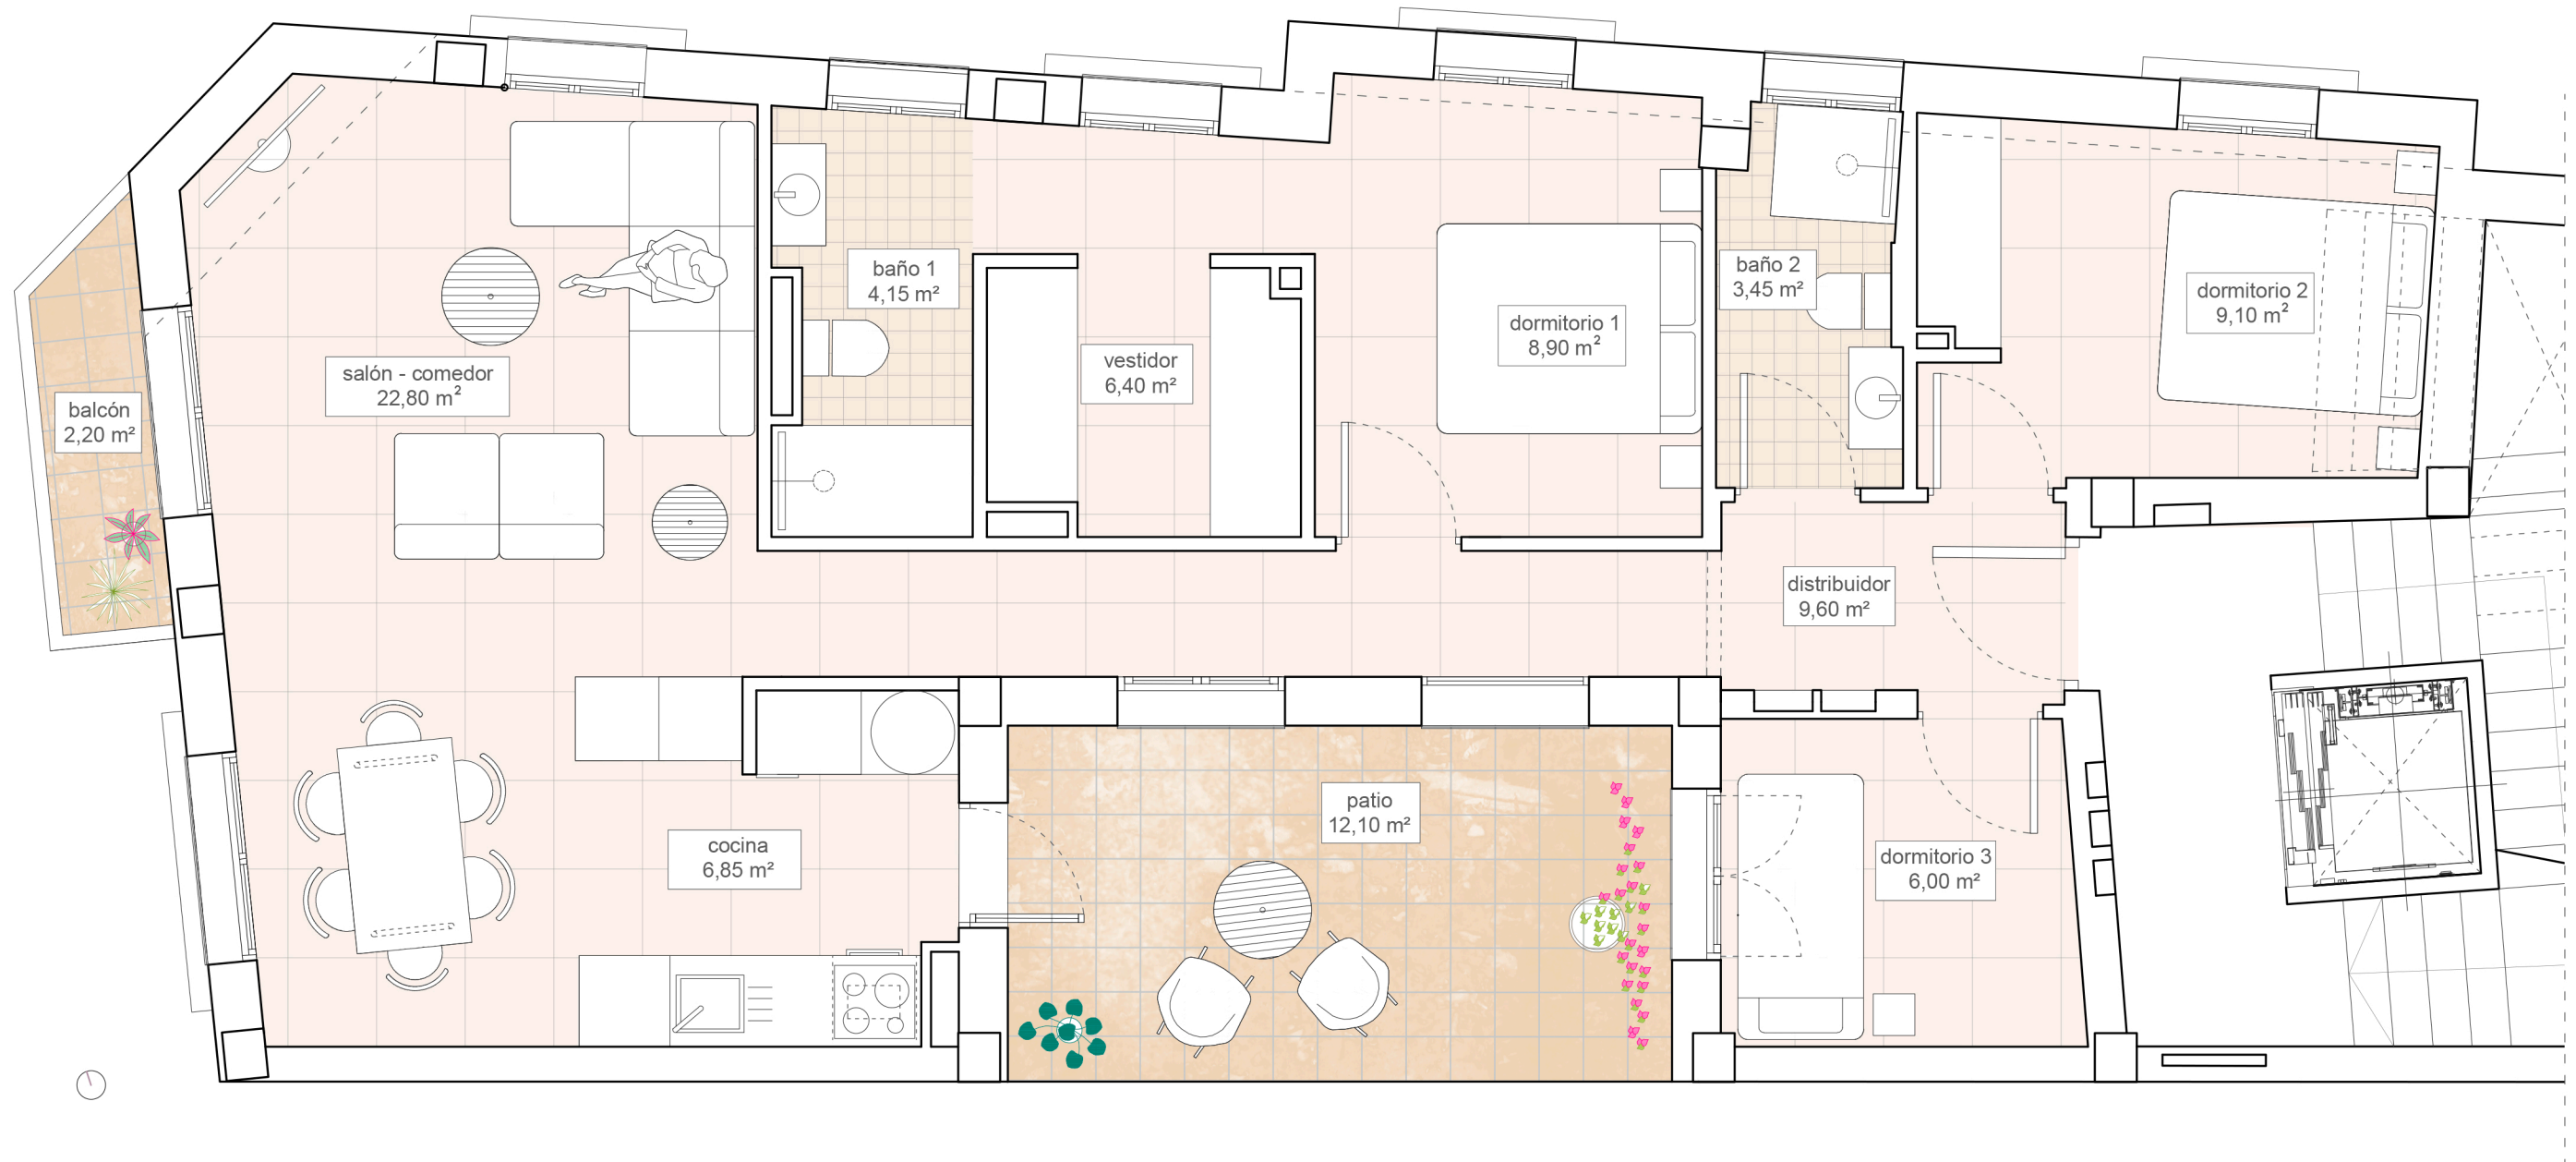 baño 1
4,15 m²
baño 2
3,45 m²
dormitorio 2
9,10 m²
dormitorio 1
8,90 m²
vestidor
6,40 m²
salón - comedor
22,80 m²
balcón
2,20 m²
distribuidor
9,60 m²
patio
12,10 m²
cocina
6,85 m²
dormitorio 3
6,00 m²